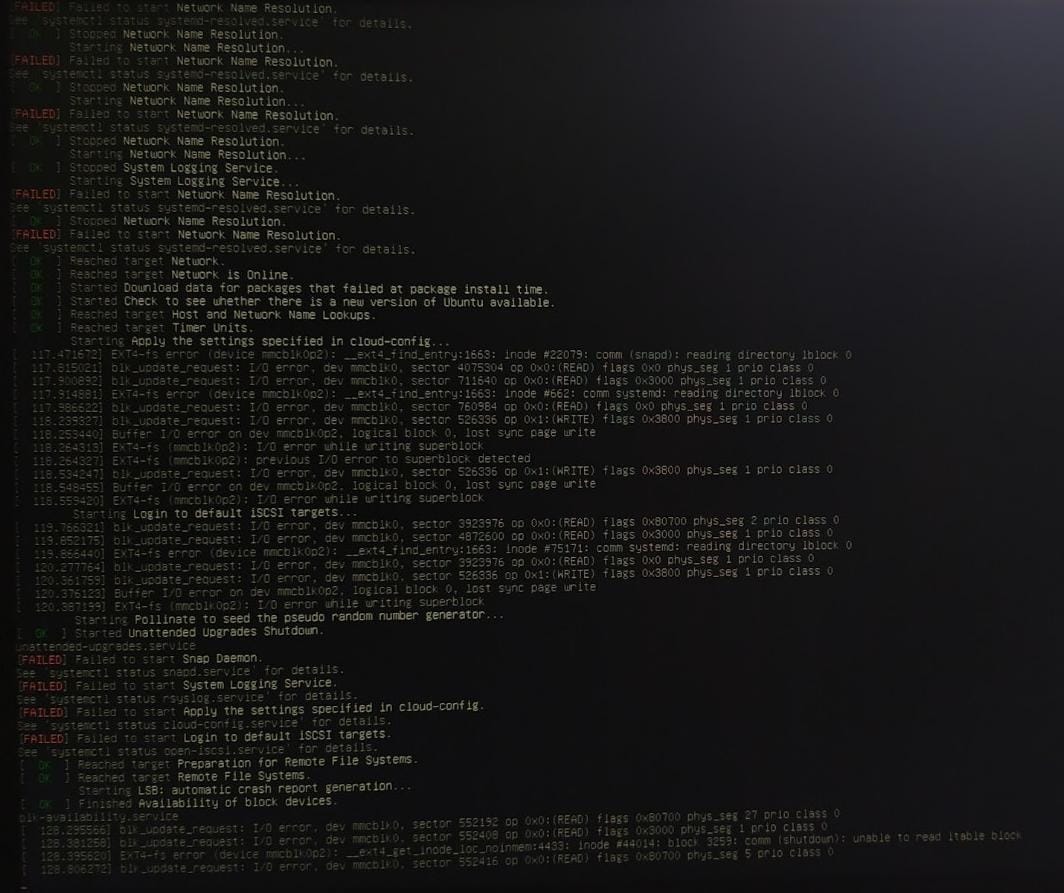 [FAILED] Failed to start Network Name Resolution.
See 'systemctl status systemd-resolved.service' for details.
[  OK  ] Stopped Network Name Resolution.
Starting Network Name Resolution...
[FAILED] Failed to start Network Name Resolution.
See 'systemctl status systemd-resolved.service' for details.
[  OK  ] Stopped Network Name Resolution.
Starting Network Name Resolution...
[FAILED] Failed to start Network Name Resolution.
See 'systemctl status systemd-resolved.service' for details.
[  OK  ] Stopped Network Name Resolution.
Starting Network Name Resolution...
[  OK  ] Stopped System Logging Service.
Starting System Logging Service...
[FAILED] Failed to start Network Name Resolution.
See 'systemctl status systemd-resolved.service' for details.
[  OK  ] Stopped Network Name Resolution.
[FAILED] Failed to start Network Name Resolution.
See 'systemctl status systemd-resolved.service' for details.
[  OK  ] Reached target Network.
[  OK  ] Reached target Network is Online.
[  OK  ] Started Download data for packages that failed at package install time.
[  OK  ] Started Check to see whether there is a new version of Ubuntu available.
[  OK  ] Reached target Host and Network Name Lookups.
[  OK  ] Reached target Timer Units.
Starting Apply the settings specified in cloud-config...
[  117.471672] EXT4-fs error (device mmcblk0p2): __ext4_find_entry:1663: inode #22079: comm (snapd): reading directory lblock 0
[  117.815021] blk_update_request: I/O error, dev mmcblk0, sector 4075304 op 0x0:(READ) flags 0x0 phys_seg 1 prio class 0
[  117.900892] blk_update_request: I/O error, dev mmcblk0, sector 711640 op 0x0:(READ) flags 0x3000 phys_seg 1 prio class 0
[  117.914881] EXT4-fs error (device mmcblk0p2): __ext4_find_entry:1663: inode #662: comm systemd: reading directory lblock 0
[  117.986622] blk_update_request: I/O error, dev mmcblk0, sector 760984 op 0x0:(READ) flags 0x0 phys_seg 1 prio class 0
[  118.239327] blk_update_request: I/O error, dev mmcblk0, sector 526336 op 0x1:(WRITE) flags 0x3800 phys_seg 1 prio class 0
[  118.253440] Buffer I/O error on dev mmcblk0p2, logical block 0, lost sync page write
[  118.264313] EXT4-fs (mmcblk0p2): I/O error while writing superblock
[  118.264327] EXT4-fs (mmcblk0p2): previous I/O error to superblock detected
[  118.534247] blk_update_request: I/O error, dev mmcblk0, sector 526336 op 0x1:(WRITE) flags 0x3800 phys_seg 1 prio class 0
[  118.548455] Buffer I/O error on dev mmcblk0p2, logical block 0, lost sync page write
[  118.559420] EXT4-fs (mmcblk0p2): I/O error while writing superblock
Starting Login to default iSCSI targets...
[  119.766321] blk_update_request: I/O error, dev mmcblk0, sector 3923976 op 0x0:(READ) flags 0x80700 phys_seg 2 prio class 0
[  119.852175] blk_update_request: I/O error, dev mmcblk0, sector 4872600 op 0x0:(READ) flags 0x3000 phys_seg 1 prio class 0
[  119.866440] EXT4-fs error (device mmcblk0p2): __ext4_find_entry:1663: inode #75171: comm systemd: reading directory lblock 0
[  120.277764] blk_update_request: I/O error, dev mmcblk0, sector 3923976 op 0x0:(READ) flags 0x0 phys_seg 1 prio class 0
[  120.361759] blk_update_request: I/O error, dev mmcblk0, sector 526336 op 0x1:(WRITE) flags 0x3800 phys_seg 1 prio class 0
[  120.376123] Buffer I/O error on dev mmcblk0p2, logical block 0, lost sync page write
[  120.387199] EXT4-fs (mmcblk0p2): I/O error while writing superblock
Starting Pollinate to seed the pseudo random number generator...
[  OK  ] Started Unattended Upgrades Shutdown.
unattended-upgrades.service
[FAILED] Failed to start Snap Daemon.
See 'systemctl status snapd.service' for details.
[FAILED] Failed to start System Logging Service.
See 'systemctl status rsyslog.service' for details.
[FAILED] Failed to start Apply the settings specified in cloud-config.
See 'systemctl status cloud-config.service' for details.
[FAILED] Failed to start Login to default iSCSI targets.
See 'systemctl status open-iscsi.service' for details.
[  OK  ] Reached target Preparation for Remote File Systems.
[  OK  ] Reached target Remote File Systems.
Starting LSB: automatic crash report generation...
[  OK  ] Finished Availability of block devices.
blk-availability.service
[  128.295566] blk_update_request: I/O error, dev mmcblk0, sector 552192 op 0x0:(READ) flags 0x80700 phys_seg 27 prio class 0
[  128.381258] blk_update_request: I/O error, dev mmcblk0, sector 552408 op 0x0:(READ) flags 0x3000 phys_seg 1 prio class 0
[  128.395620] EXT4-fs error (device mmcblk0p2): __ext4_get_inode_loc_noinmem:4433: inode #44014: block 3259: comm (shutdown): unable to read itable block
[  128.806272] blk_update_request: I/O error, dev mmcblk0, sector 552416 op 0x0:(READ) flags 0x80700 phys_seg 5 prio class 0